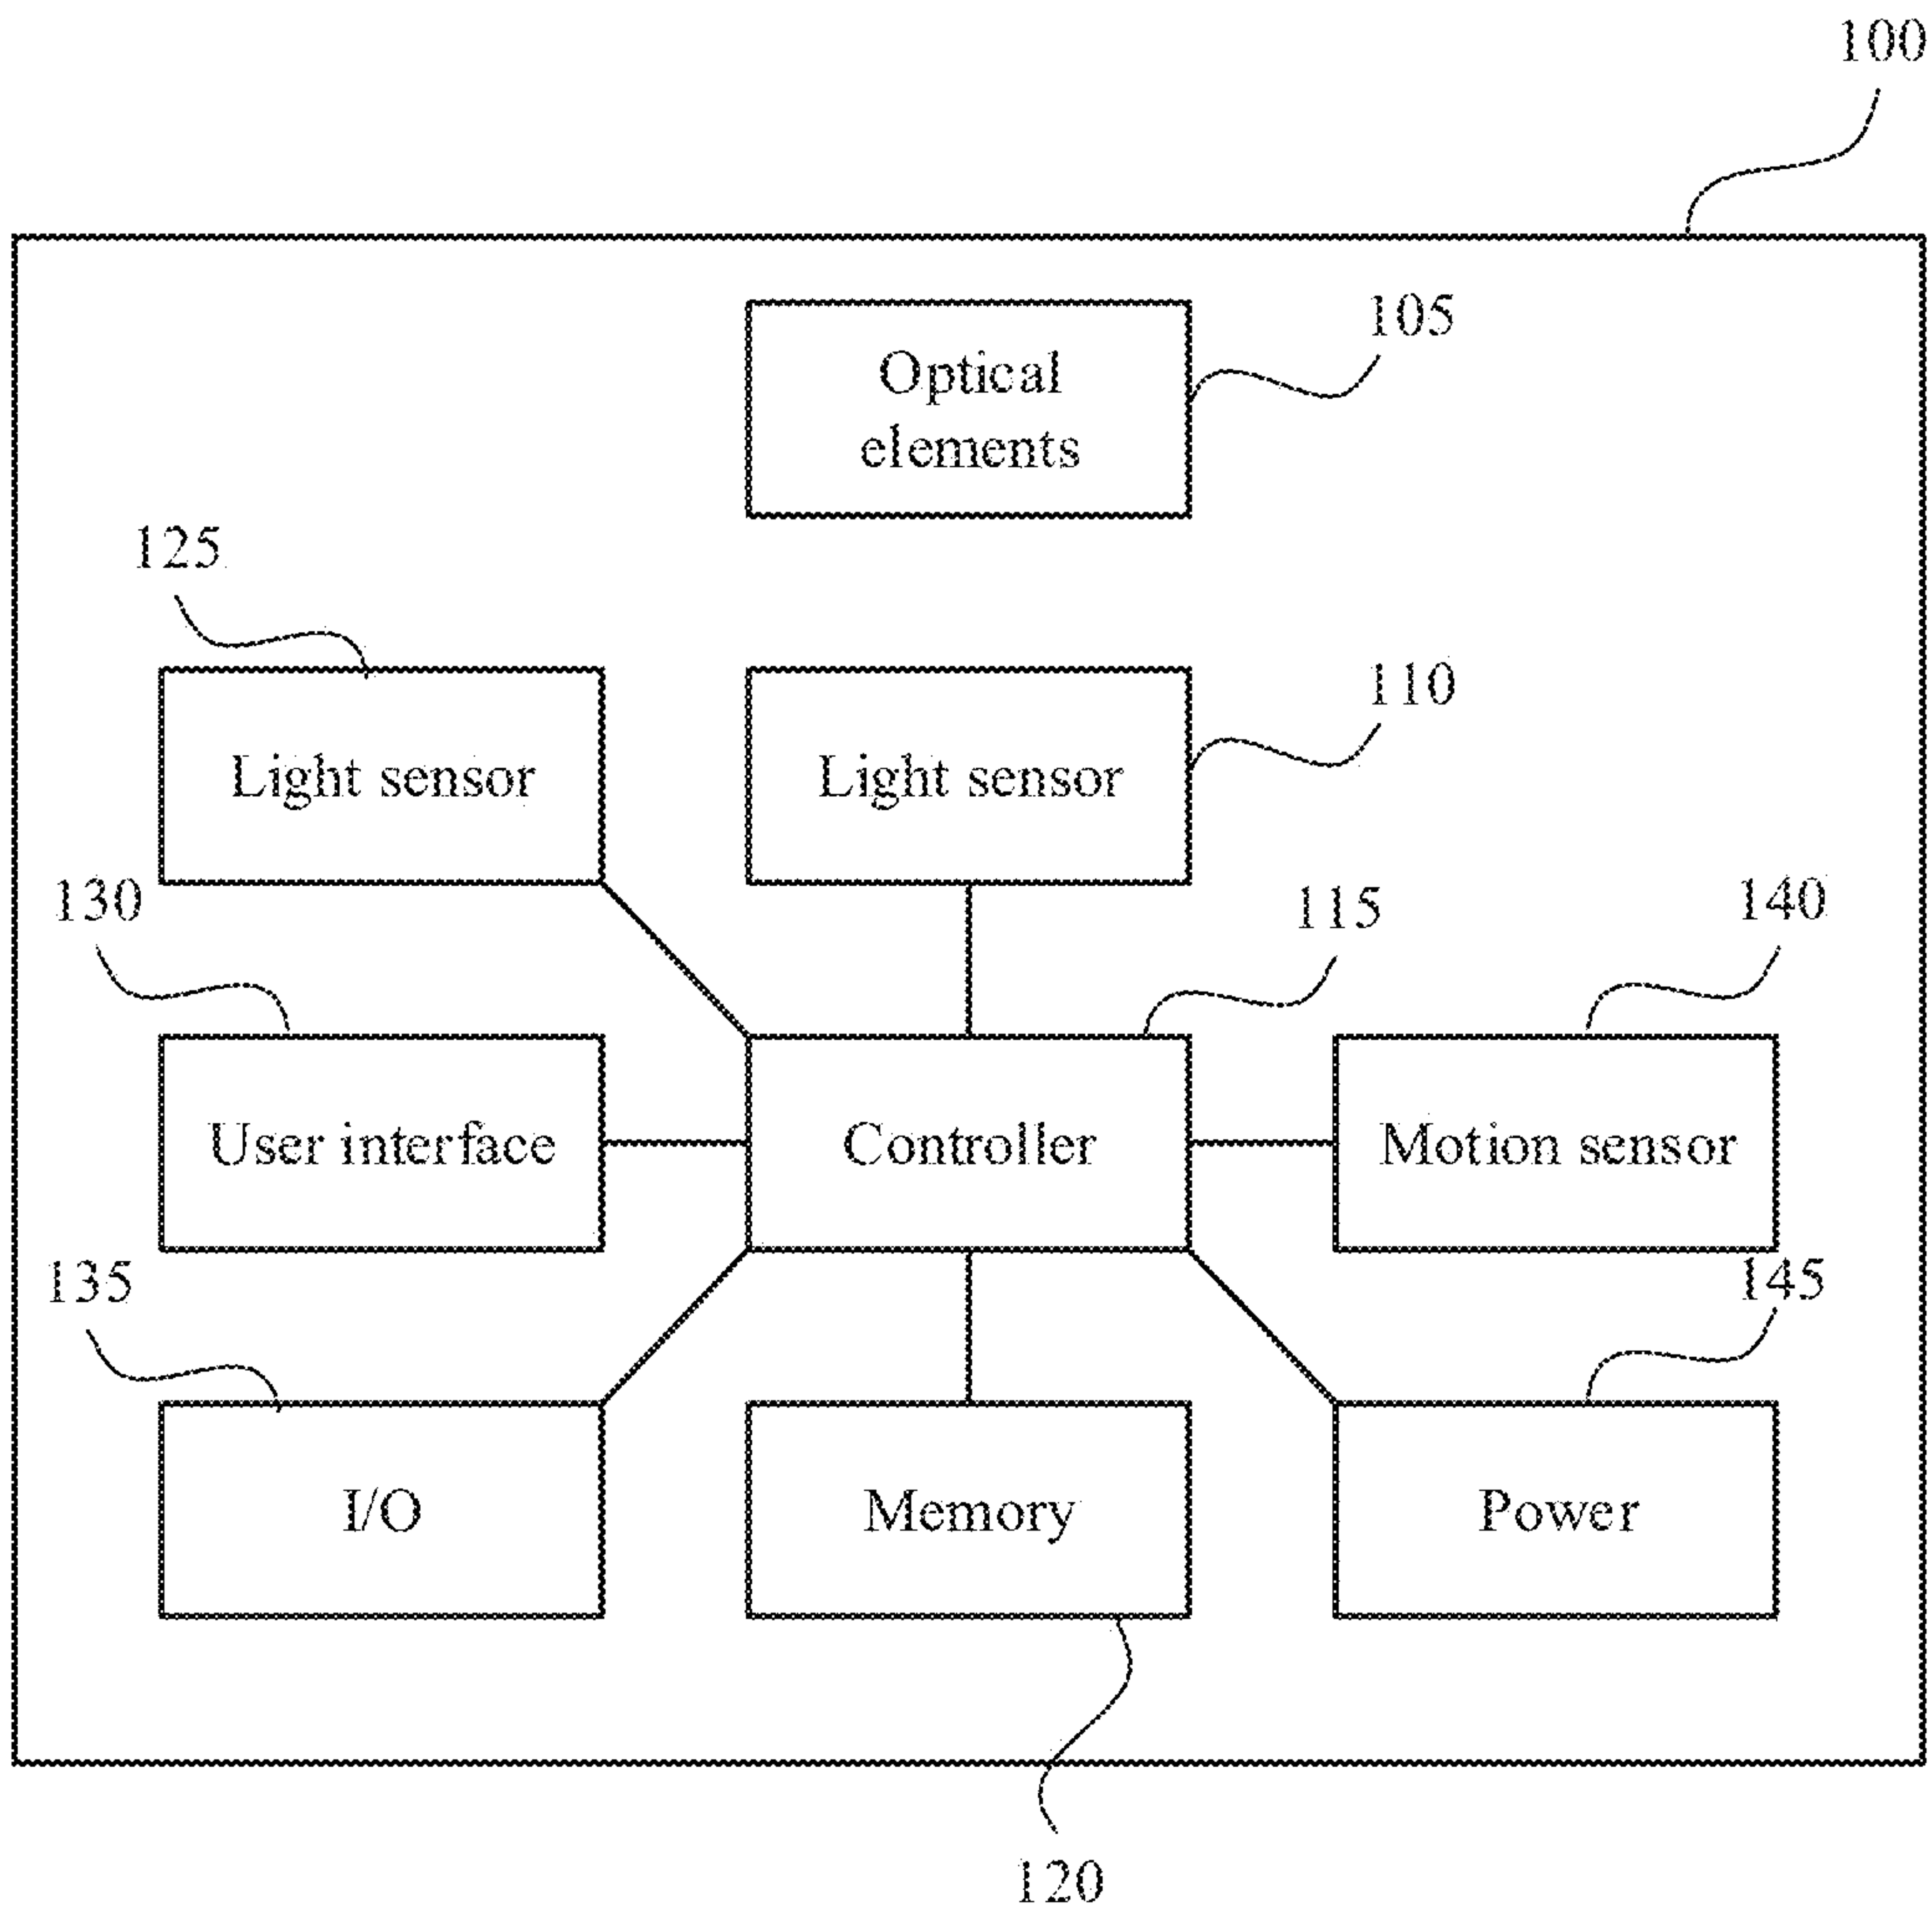 100
105
Optical
elements
125
110
Light sensor
Light sensor
130
115
140
User interface
Controller
Motion sensor
135
145
I/O
Memory
Power
120